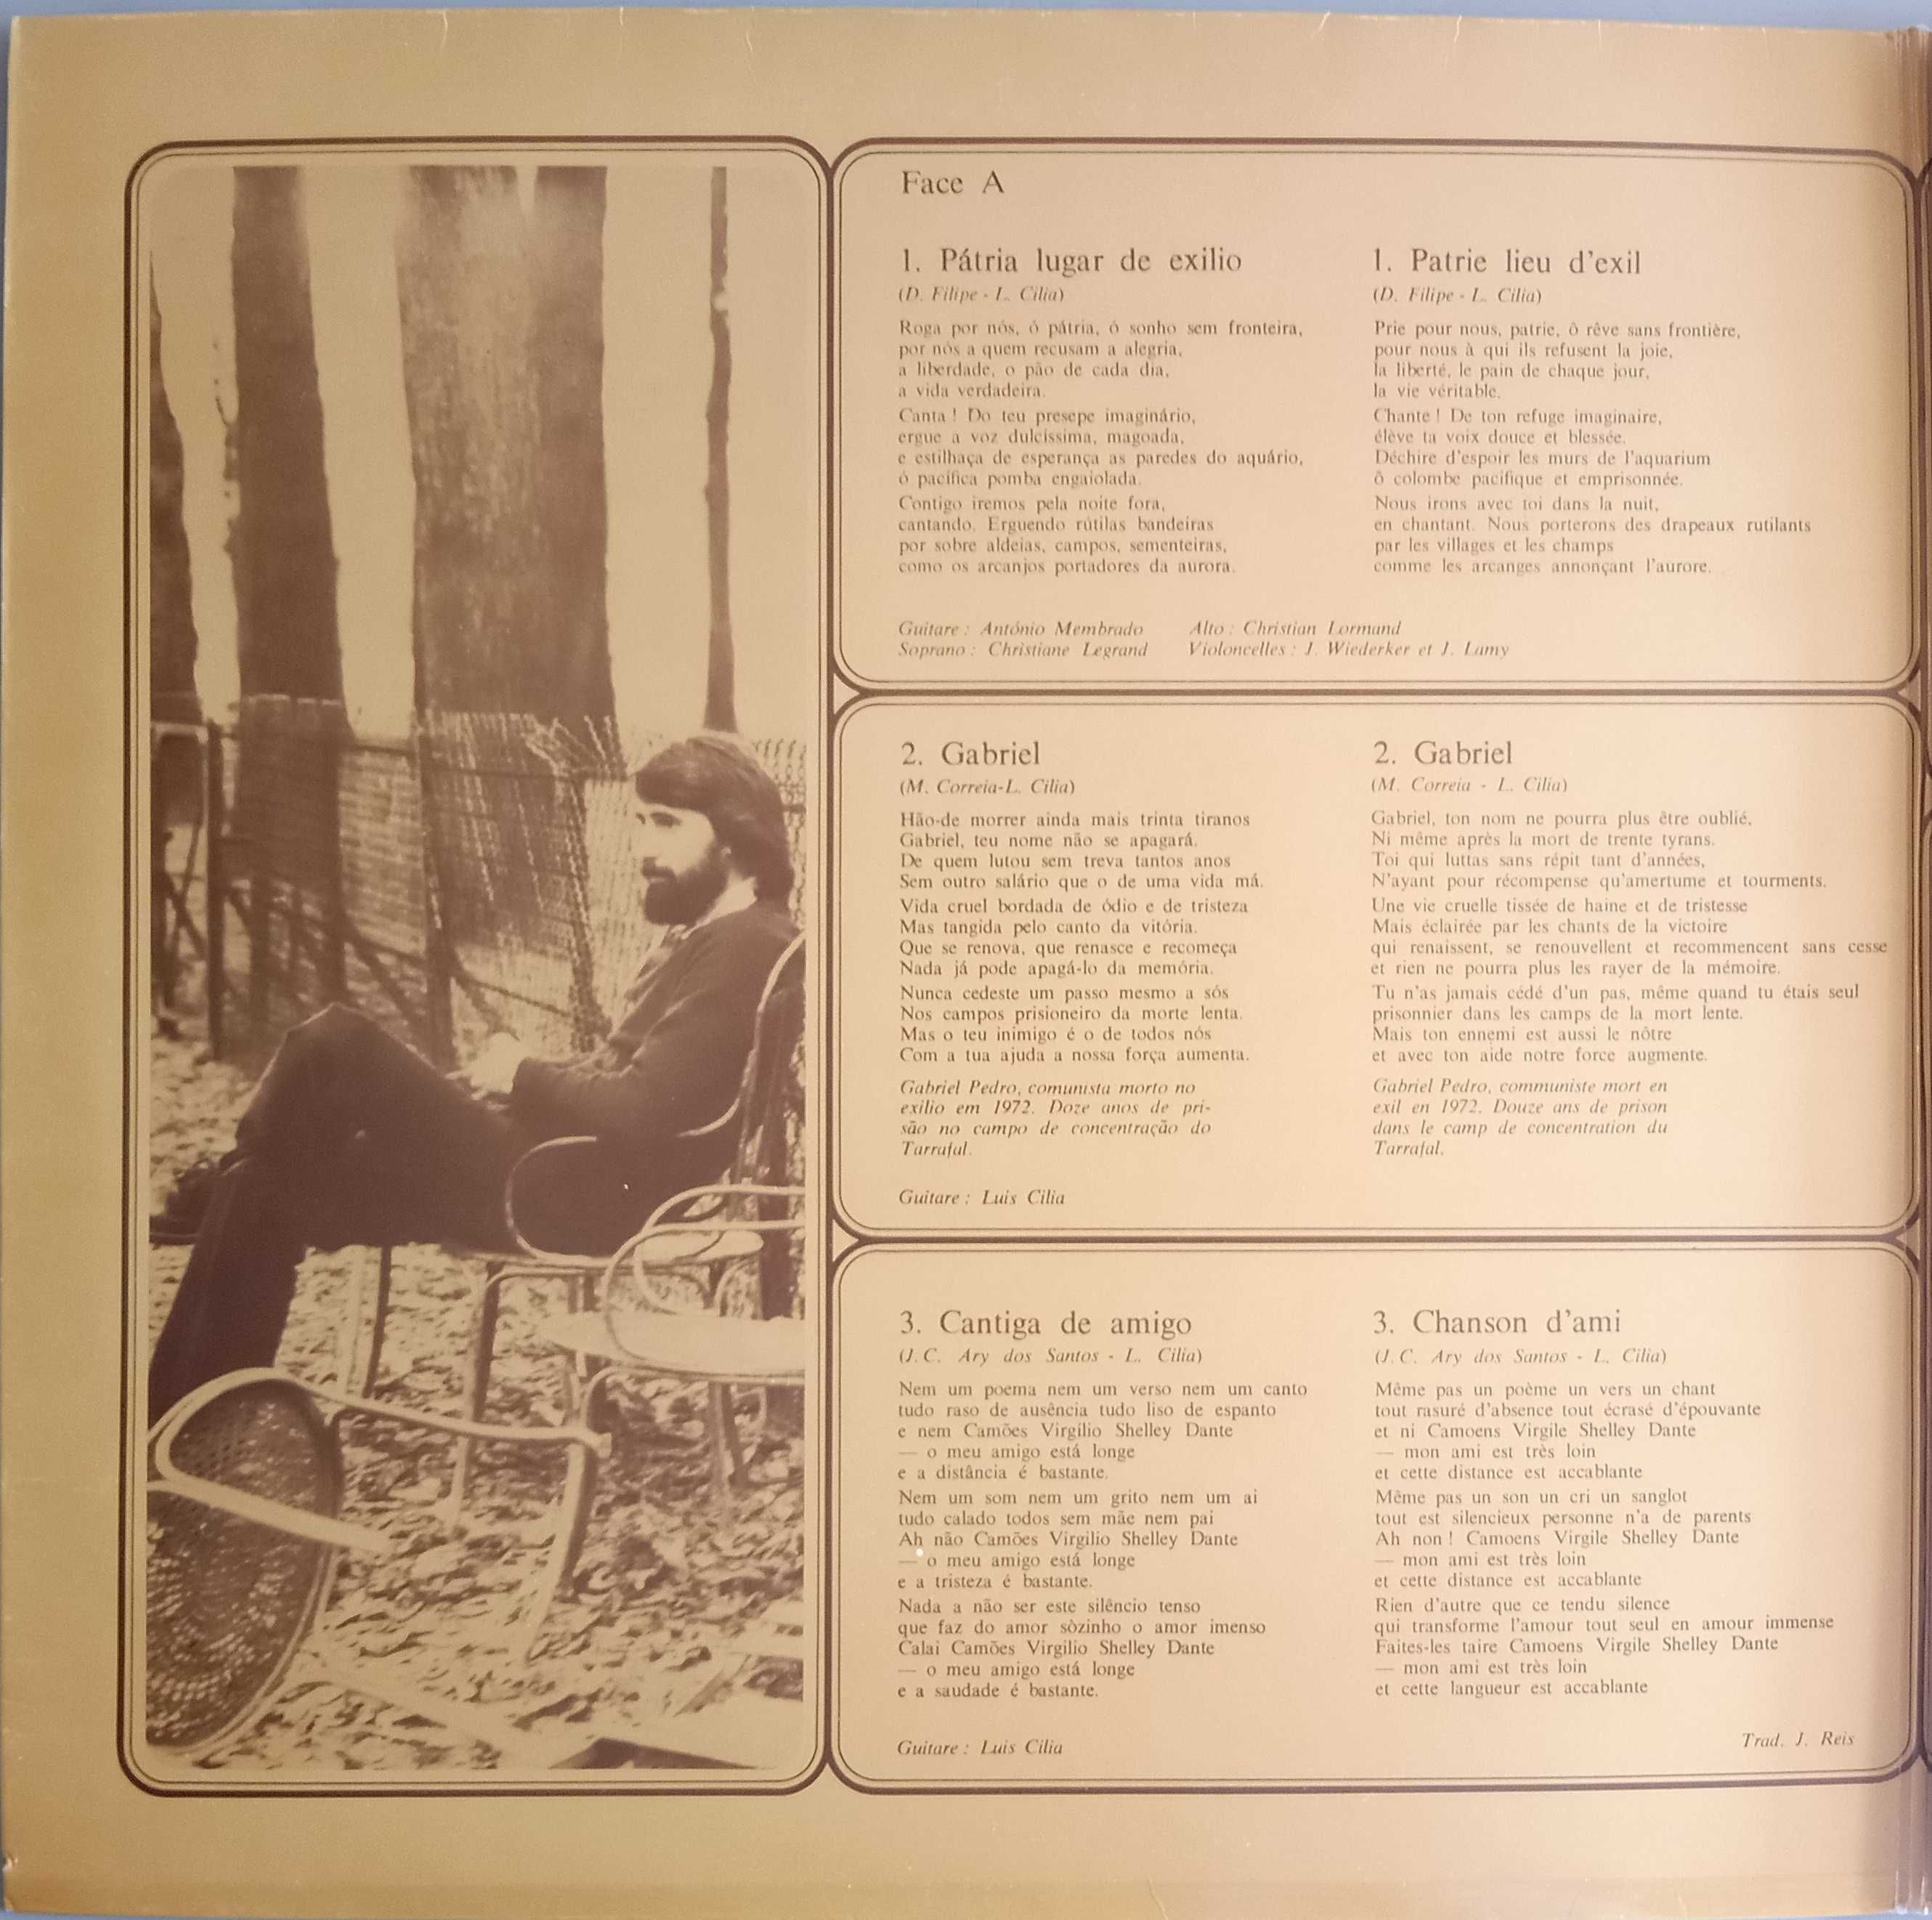 Face A
1. Pátria lugar de exilio
(D. Filipe - L. Cilia)
Roga por nós, ó pátria, ó sonho sem fronteira,
por nós a quem recusam a alegria,
a liberdade, o pão de cada dia,
a vida verdadeira.
Canta ! Do teu presepe imaginário,
ergue a voz dulcíssima, magoada,
e estilhaça de esperança as paredes do aquário,
ó pacífica pomba engaiolada.
Contigo iremos pela noite fora,
cantando. Erguendo rútilas bandeiras
por sobre aldeias, campos, sementeiras,
como os arcanjos portadores da aurora.
1. Patrie lieu d'exil
(D. Filipe - L. Cilia)
Prie pour nous, patrie, ô rêve sans frontière,
pour nous à qui ils refusent la joie,
la liberté, le pain de chaque jour,
la vie véritable.
Chante ! De ton refuge imaginaire,
élève ta voix douce et blessée.
Déchire d'espoir les murs de l'aquarium
ô colombe pacifique et emprisonnée.
Nous irons avec toi dans la nuit,
en chantant. Nous porterons des drapeaux rutilants
par les villages et les champs
comme les arcanges annonçant l'aurore.
Guitare : António Membrado Alto : Christian Lormand
Soprano : Christiane Legrand Violoncelles : J. Wiederker et J. Lamy
2. Gabriel
(M. Correia-L. Cilia)
Hão-de morrer ainda mais trinta tiranos
Gabriel, teu nome não se apagará.
De quem lutou sem treva tantos anos
Sem outro salário que o de uma vida má.
Vida cruel bordada de ódio e de tristeza
Mas tangida pelo canto da vitória.
Que se renova, que renasce e recomeça
Nada já pode apagá-lo da memória.
Nunca cedeste um passo mesmo a sós
Nos campos prisioneiro da morte lenta.
Mas o teu inimigo é o de todos nós
Com a tua ajuda a nossa força aumenta.
Gabriel Pedro, comunista morto no
exílio em 1972. Doze anos de pri-
são no campo de concentração do
Tarrafal.
Guitare : Luis Cilia
2. Gabriel
(M. Correia - L. Cilia)
Gabriel, ton nom ne pourra plus être oublié,
Ni même après la mort de trente tyrans.
Toi qui luttas sans répit tant d'années,
N'ayant pour récompense qu'amertume et tourments.
Une vie cruelle tissée de haine et de tristesse
Mais éclairée par les chants de la victoire
qui renaissent, se renouvellent et recommencent sans cesse
et rien ne pourra plus les rayer de la mémoire.
Tu n'as jamais cédé d'un pas, même quand tu étais seul
prisonnier dans les camps de la mort lente.
Mais ton ennemi est aussi le nôtre
et avec ton aide notre force augmente.
Gabriel Pedro, communiste mort en
exil en 1972. Douze ans de prison
dans le camp de concentration du
Tarrafal.
3. Cantiga de amigo
(J.C. Ary dos Santos - L. Cilia)
Nem um poema nem um verso nem um canto
tudo raso de ausência tudo liso de espanto
e nem Camões Virgílio Shelley Dante
— o meu amigo está longe
e a distância é bastante.
Nem um som nem um grito nem um ai
tudo calado todos sem mãe nem pai
Ah não Camões Virgilio Shelley Dante
— o meu amigo está longe
e a tristeza é bastante.
Nada a não ser este silêncio tenso
que faz do amor sòzinho o amor imenso
Calai Camões Virgilio Shelley Dante
— o meu amigo está longe
e a saudade é bastante.
Guitare : Luis Cilia
3. Chanson d'ami
(J.C. Ary dos Santos - L. Cilia)
Même pas un poème un vers un chant
tout rasuré d'absence tout écrasé d'épouvante
et ni Camoens Virgile Shelley Dante
— mon ami est très loin
et cette distance est accablante
Même pas un son un cri un sanglot
tout est silencieux personne n'a de parents
Ah non ! Camoens Virgile Shelley Dante
— mon ami est très loin
et cette distance est accablante
Rien d'autre que ce tendu silence
qui transforme l'amour tout seul en amour immense
Faites-les taire Camoens Virgile Shelley Dante
— mon ami est très loin
et cette langueur est accablante
Trad. J. Reis